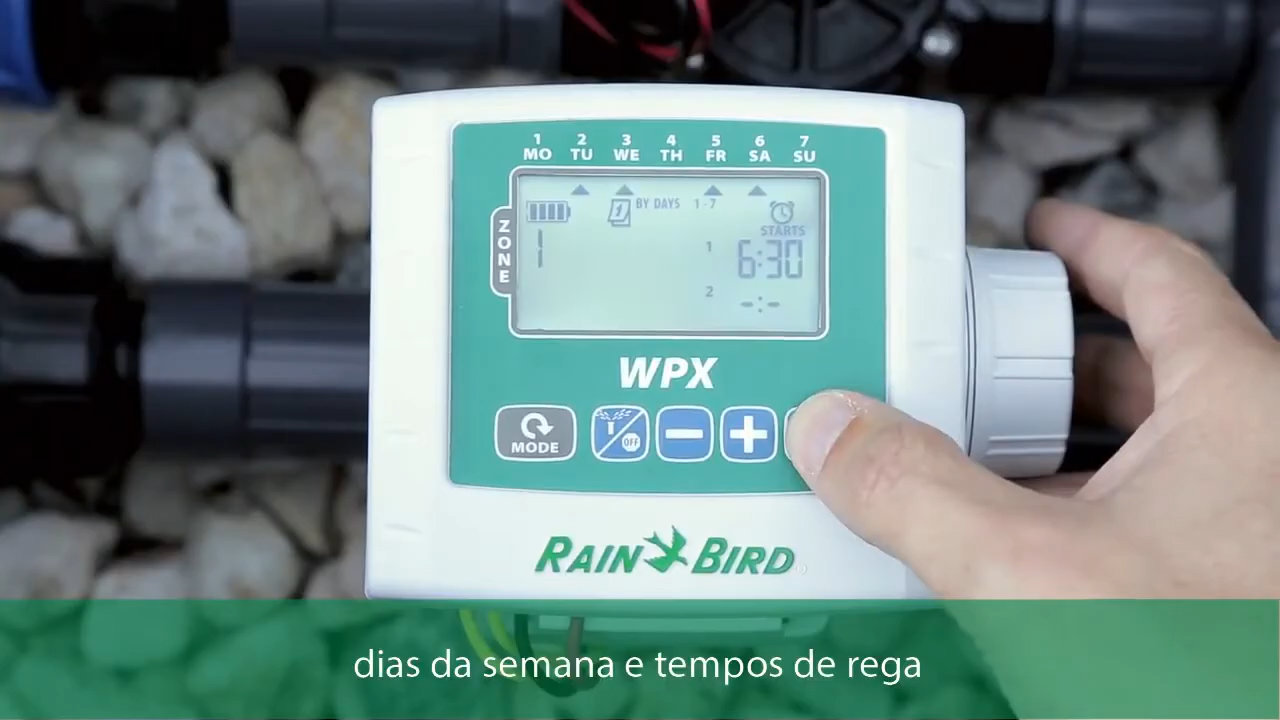 1 2 3 4 5 6 7
MO TU WE TH FR SA SU
BY DAYS 1-7
STARTS
ZONE
1
1 6:30
2 -:-
WPX
MODE
OFF
RAIN BIRD
dias da semana e tempos de rega